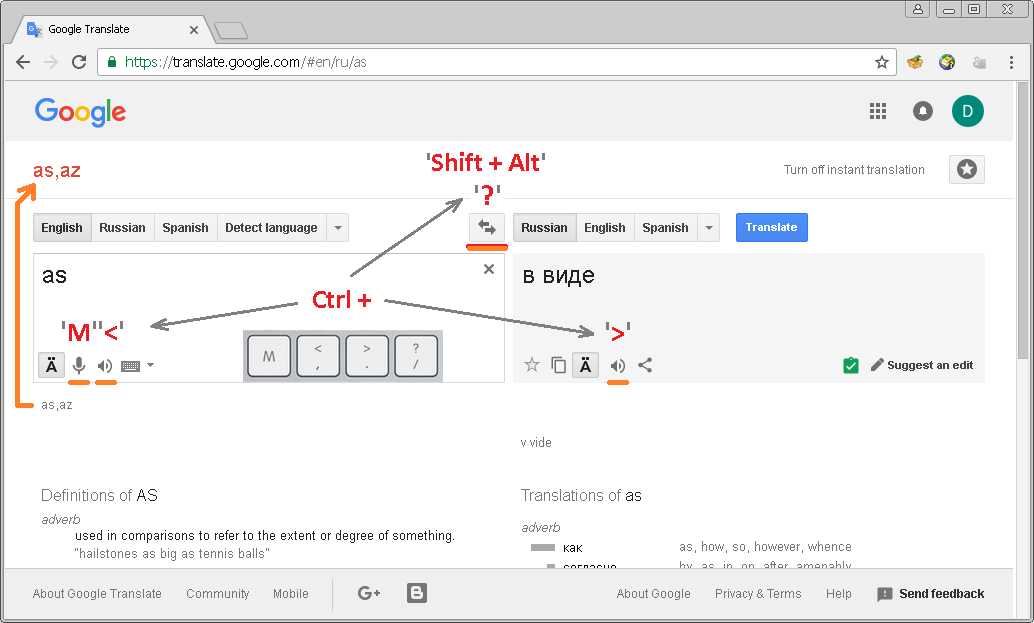 Google Translate
https://translate.google.com/#en/ru/as
Google
D
as,az
'Shift + Alt'
'?'
Turn off instant translation
English Russian Spanish Detect language
Russian English Spanish Translate
as
в виде
Ctrl +
'M' '<'
'>'
Ä
M < , > . ? /
Ä
Suggest an edit
as,az
v vide
Definitions of AS
Translations of as
adverb
used in comparisons to refer to the extent or degree of something.
"hailstones as big as tennis balls"
adverb
как as, how, so, however, whence
согласно by, as, in, on, after, amenably
About Google Translate Community Mobile G+ B About Google Privacy & Terms Help Send feedback